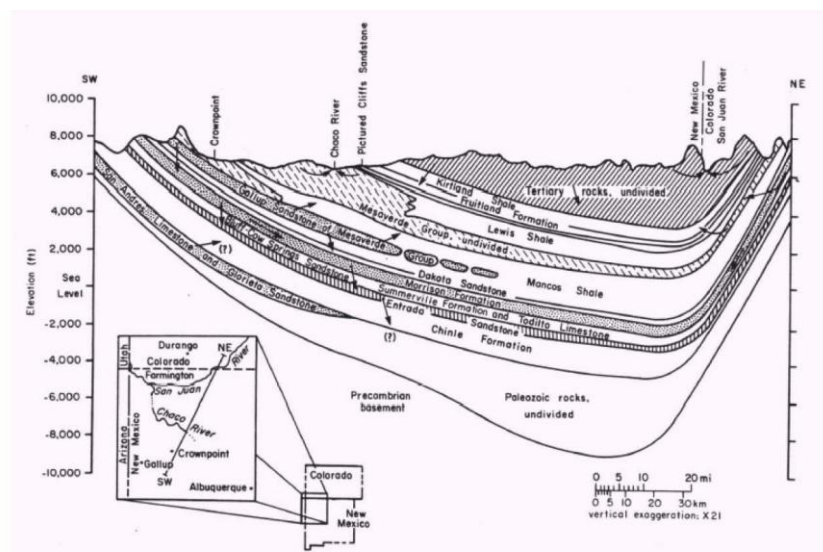 SW
NE
10,000
8,000
6,000
4,000
2,000
Sea
Level
-2,000
-4,000
-6,000
-8,000
-10,000
Elevation (ft)
Crownpoint
Chaco River
Pictured Cliffs Sandstone
New Mexico
Colorado
San Juan River
Kirtland Shale
Fruitland Formation
Tertiary rocks, undivided
Lewis Shale
Mesaverde Group, undivided
Gallup Sandstone of Mesaverde
Group
Mancos Shale
Cow Springs Sandstone
Dakota Sandstone
Morrison Formation
Summerville Formation and Todilto Limestone
Entrada Sandstone
San Andres Limestone and Glorieta Sandstone
(?)
(?)
Chinle Formation
Precambrian
basement
Paleozoic rocks,
undivided
Utah
Durango
NE
Colorado
River
Farmington
San Juan
Chaco River
Arizona
New Mexico
Crownpoint
Gallup
SW
Albuquerque
Colorado
New
Mexico
0 5 10 20 mi
0 5 10 20 30 km
vertical exaggeration: X 21